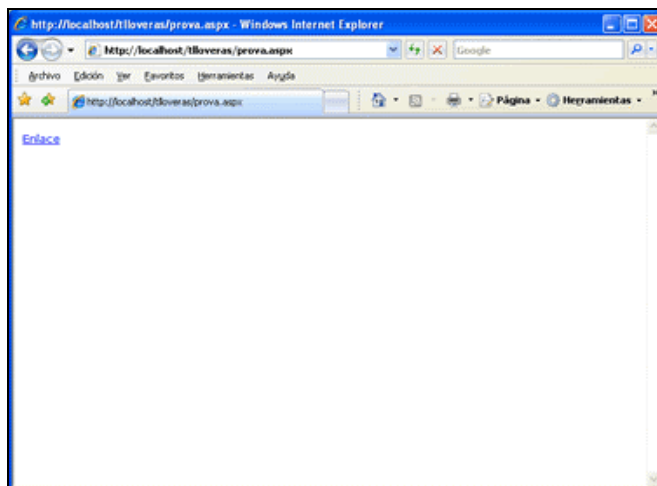 http://localhost/tlloveras/prova.aspx - Windows Internet Explorer
http://localhost/tlloveras/prova.aspx
Google
Archivo Edición Ver Favoritos Herramientas Ayuda
http://localhost/tlloveras/prova.aspx
Página
Herramientas
Enlace